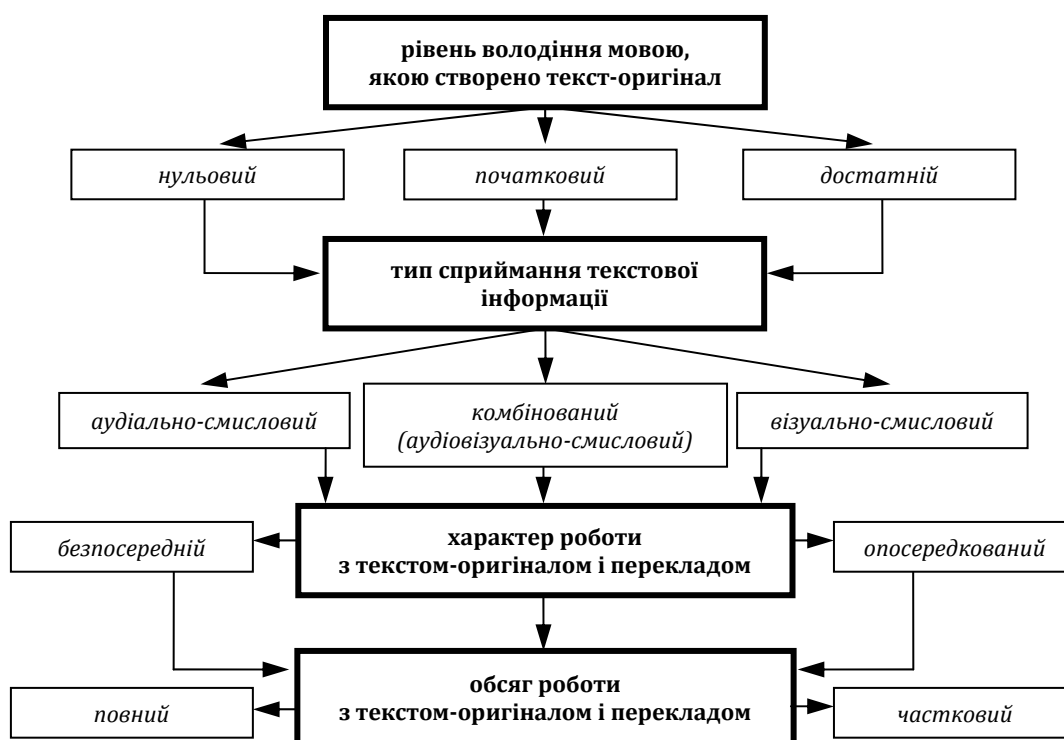 рівень володіння мовою,
якою створено текст-оригінал
нульовий
початковий
достатній
тип сприймання текстової
інформації
аудіально-смисловий
комбінований
(аудіовізуально-смисловий)
візуально-смисловий
безпосередній
характер роботи
з текстом-оригіналом і перекладом
опосередкований
повний
обсяг роботи
з текстом-оригіналом і перекладом
частковий